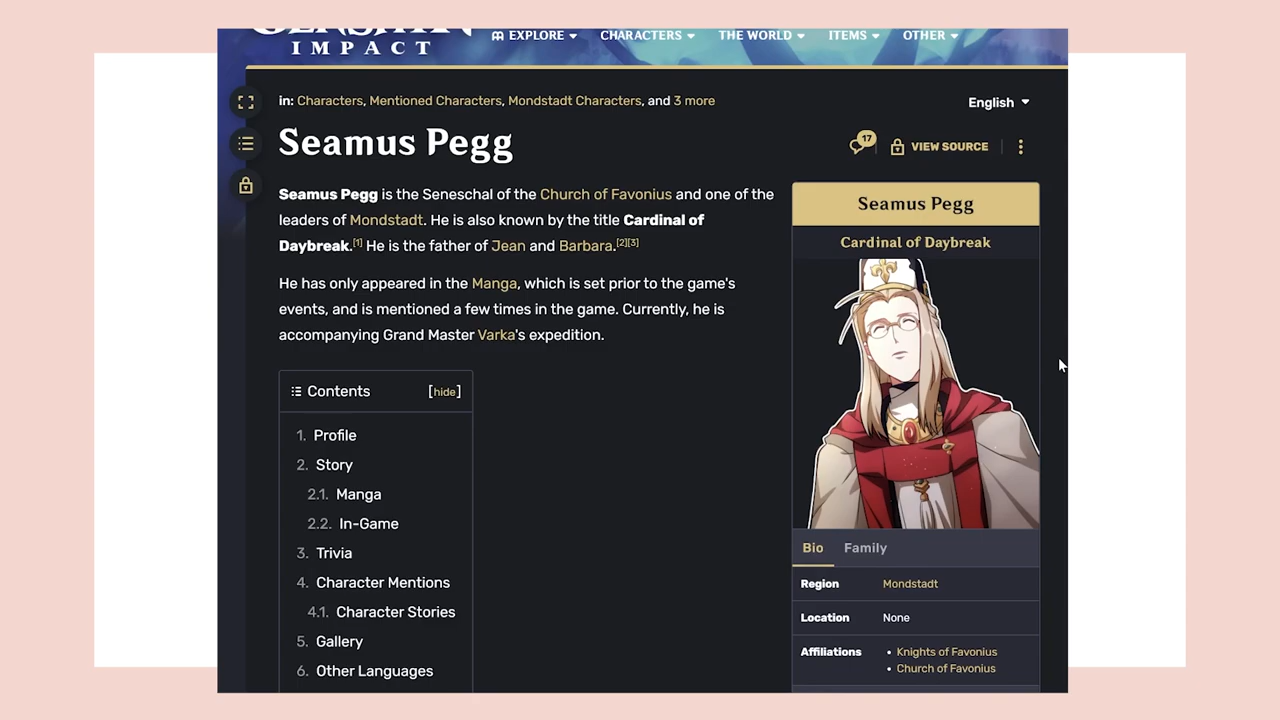 GENSHIN
IMPACT
EXPLORE
CHARACTERS
THE WORLD
ITEMS
OTHER
in: Characters, Mentioned Characters, Mondstadt Characters, and 3 more
English
Seamus Pegg
17
VIEW SOURCE
Seamus Pegg is the Seneschal of the Church of Favonius and one of the
leaders of Mondstadt. He is also known by the title Cardinal of
Daybreak.[1] He is the father of Jean and Barbara.[2][3]
He has only appeared in the Manga, which is set prior to the game's
events, and is mentioned a few times in the game. Currently, he is
accompanying Grand Master Varka's expedition.
Contents [hide]
1. Profile
2. Story
2.1. Manga
2.2. In-Game
3. Trivia
4. Character Mentions
4.1. Character Stories
5. Gallery
6. Other Languages
Seamus Pegg
Cardinal of Daybreak
Bio Family
Region Mondstadt
Location None
Affiliations • Knights of Favonius
• Church of Favonius